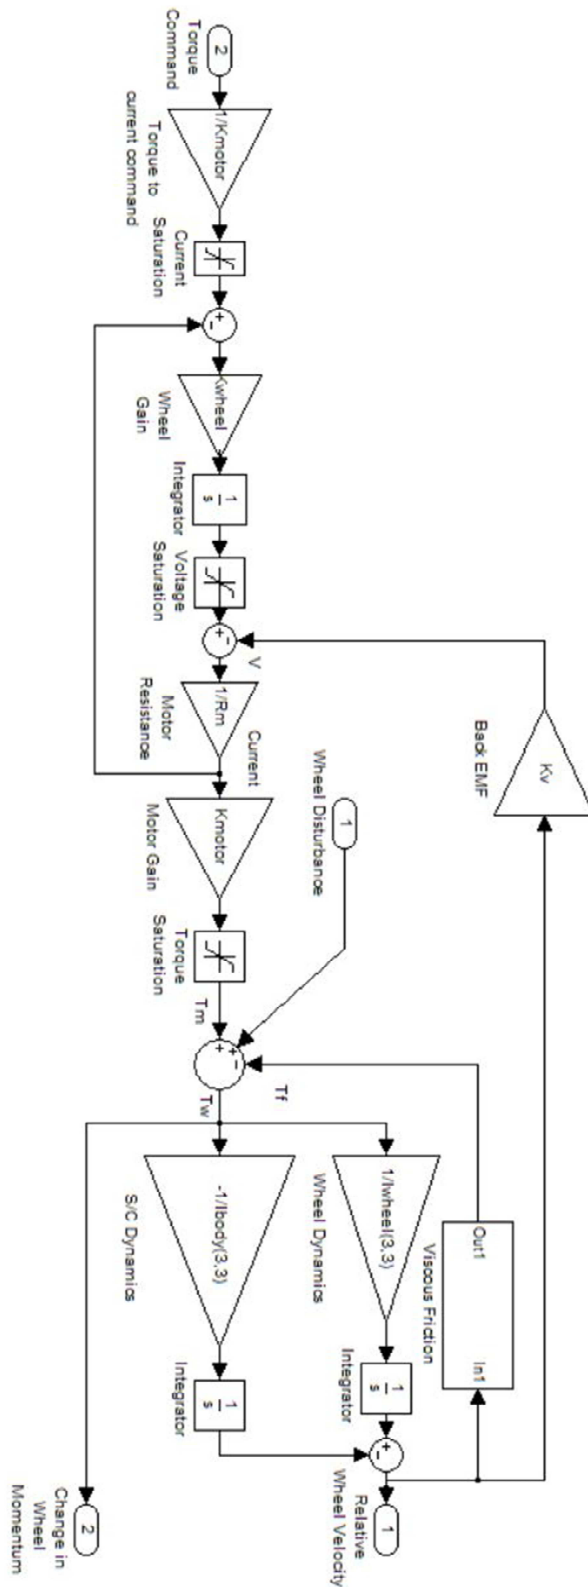 2
Torque
Command
1/Kmotor
Torque to
current command
Current
Saturation
+
-
Kwheel
Wheel
Gain
1
s
Integrator
Voltage
Saturation
+
-
V
1/Rm
Motor
Resistance
Current
Kmotor
Motor Gain
Torque
Saturation
Tm
1
Wheel Disturbance
Kv
Back EMF
+
+
-
Tf
Tw
Out1
In1
Viscous Friction
1/Iwheel(3,3)
Wheel Dynamics
1
s
Integrator
-1/Ibody(3,3)
S/C Dynamics
1
s
Integrator
+
-
1
Relative
Wheel Velocity
2
Change in
Wheel
Momentum